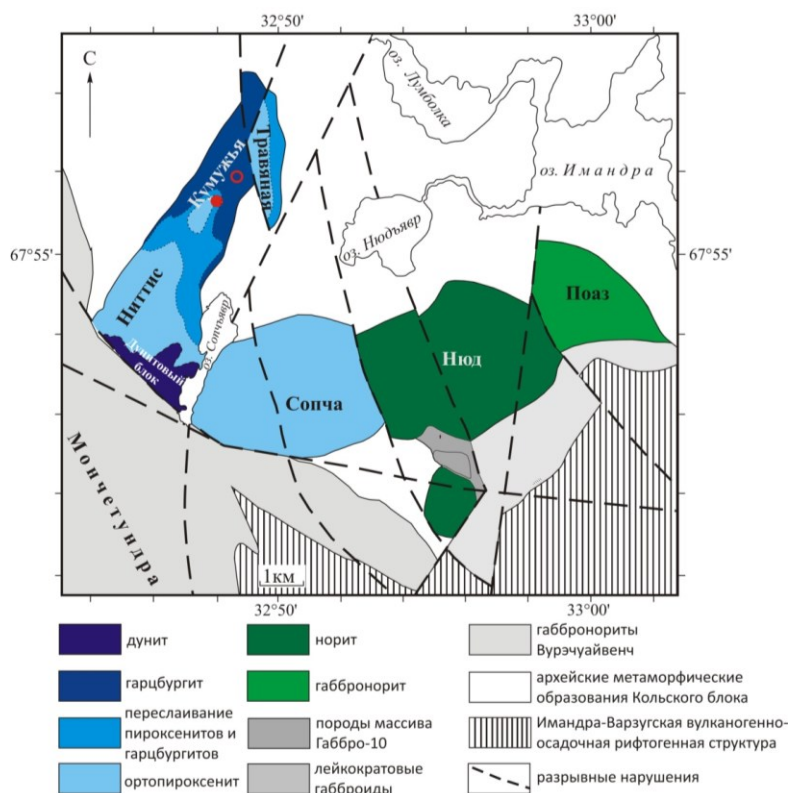 32°50'
33°00'
С
оз. Лумболка
оз. Имандра
Травяная
Кумужья
оз. Нюдъявр
67°55'
67°55'
Ниттис
Поаз
оз. Сопчъявр
Нюд
Дунитовый
блок
Сопча
Мончетундра
1км
32°50'
33°00'
дунит
норит
габбронориты
Вурэчуайвенч
гарцбургит
габбронорит
архейские метаморфические
образования Кольского блока
переслаивание
пироксенитов и
гарцбургитов
породы массива
Габбро-10
Имандра-Варзугская вулканогенно-
осадочная рифтогенная структура
ортопироксенит
лейкократовые
габброиды
разрывные нарушения